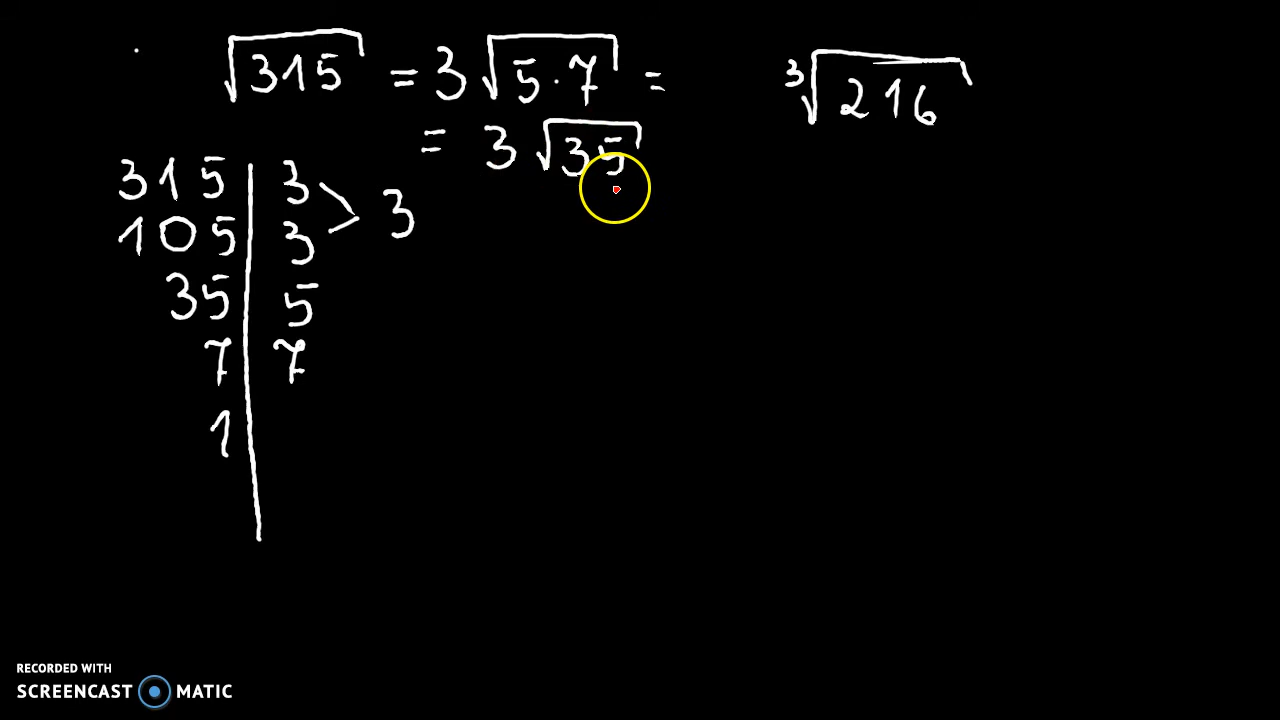 √315 = 3 √5·7 =
= 3 √35
315 | 3
105 | 3 > 3
35 | 5
7 | 7
1 |
³√216
RECORDED WITH
SCREENCAST MATIC